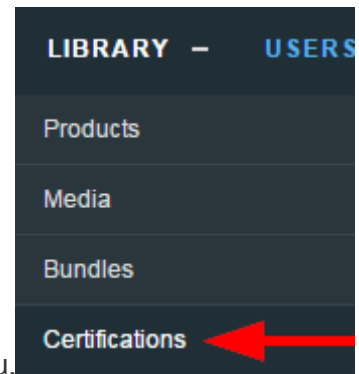 LIBRARY – USERS
Products
Media
Bundles
Certifications
u.